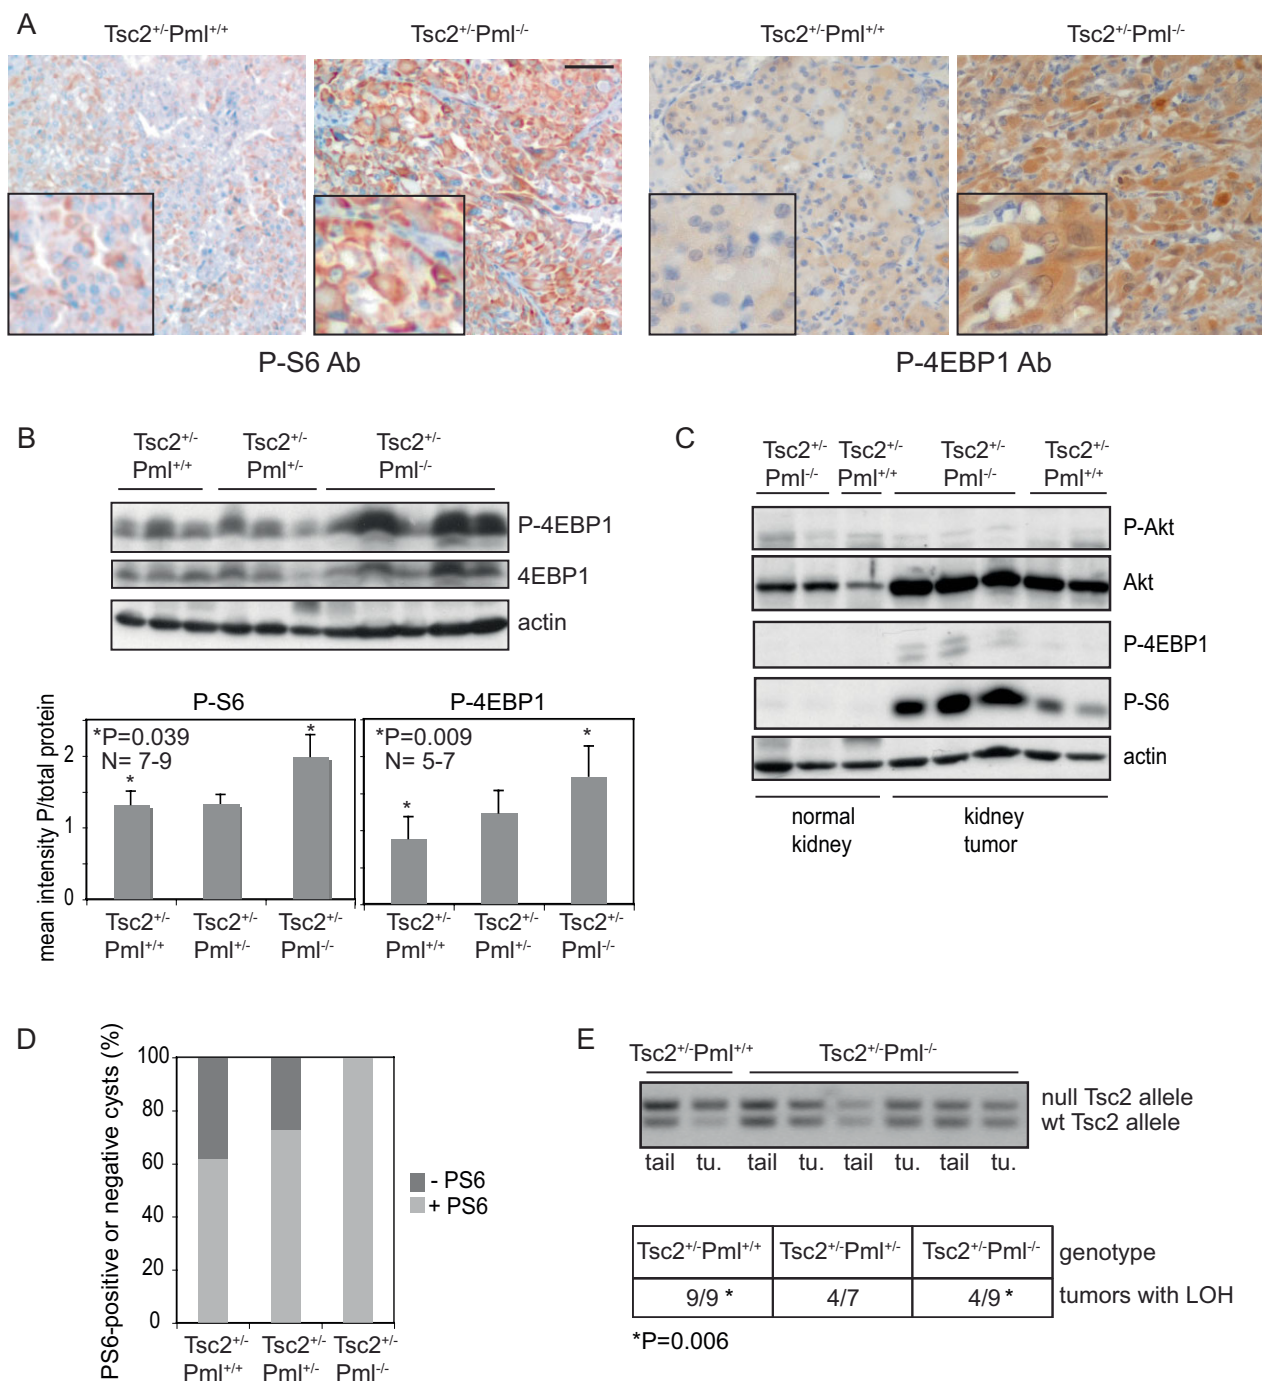 A
Tsc2+/-Pml+/+
Tsc2+/-Pml-/-
Tsc2+/-Pml+/+
Tsc2+/-Pml-/-
P-S6 Ab
P-4EBP1 Ab
B
Tsc2+/-
Pml+/+
Tsc2+/-
Pml+/-
Tsc2+/-
Pml-/-
P-4EBP1
4EBP1
actin
P-S6
P-4EBP1
mean intensity P/total protein
2
1
0
*P=0.039
N= 7-9
*
*
*P=0.009
N= 5-7
*
*
Tsc2+/-
Pml+/+
Tsc2+/-
Pml+/-
Tsc2+/-
Pml-/-
Tsc2+/-
Pml+/+
Tsc2+/-
Pml+/-
Tsc2+/-
Pml-/-
C
Tsc2+/-
Pml-/-
Tsc2+/-
Pml+/+
Tsc2+/-
Pml-/-
Tsc2+/-
Pml+/+
P-Akt
Akt
P-4EBP1
P-S6
actin
normal
kidney
kidney
tumor
D
PS6-positive or negative cysts (%)
100
80
60
40
20
0
- PS6
+ PS6
Tsc2+/-
Pml+/+
Tsc2+/-
Pml+/-
Tsc2+/-
Pml-/-
E
Tsc2+/-Pml+/+
Tsc2+/-Pml-/-
null Tsc2 allele
wt Tsc2 allele
tail tu. tail tu. tail tu. tail tu.
Tsc2+/-Pml+/+ Tsc2+/-Pml+/- Tsc2+/-Pml-/- genotype
9/9 * 4/7 4/9 * tumors with LOH
*P=0.006